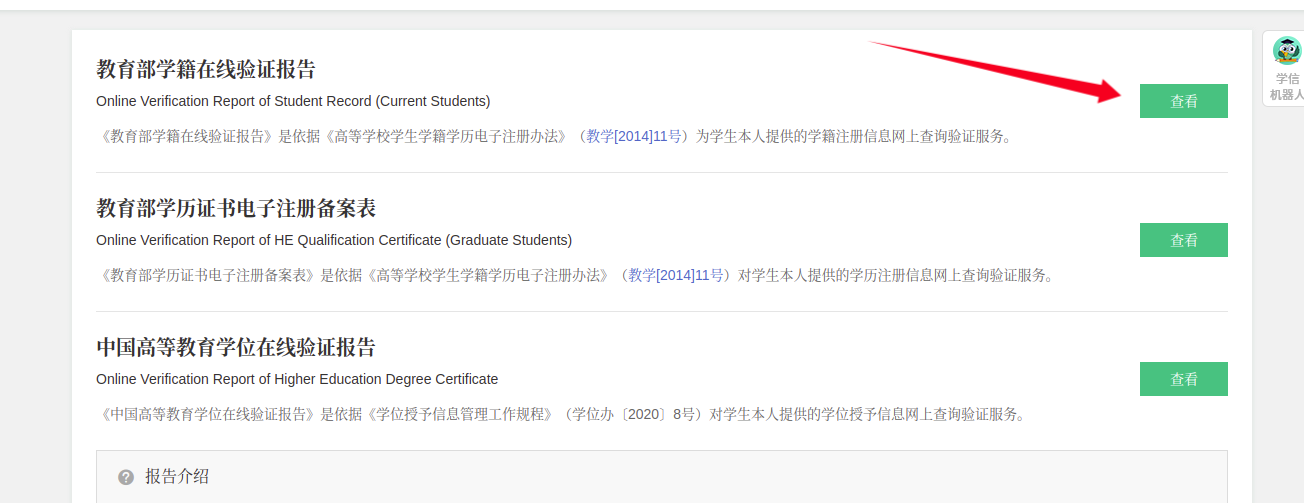 教育部学籍在线验证报告
Online Verification Report of Student Record (Current Students)
查看
《教育部学籍在线验证报告》是依据《高等学校学生学籍学历电子注册办法》（教学[2014]11号）为学生本人提供的学籍注册信息网上查询验证服务。
学信
机器人
教育部学历证书电子注册备案表
Online Verification Report of HE Qualification Certificate (Graduate Students)
查看
《教育部学历证书电子注册备案表》是依据《高等学校学生学籍学历电子注册办法》（教学[2014]11号）对学生本人提供的学历注册信息网上查询验证服务。
中国高等教育学位在线验证报告
Online Verification Report of Higher Education Degree Certificate
查看
《中国高等教育学位在线验证报告》是依据《学位授予信息管理工作规程》（学位办〔2020〕8号）对学生本人提供的学位授予信息网上查询验证服务。
? 报告介绍